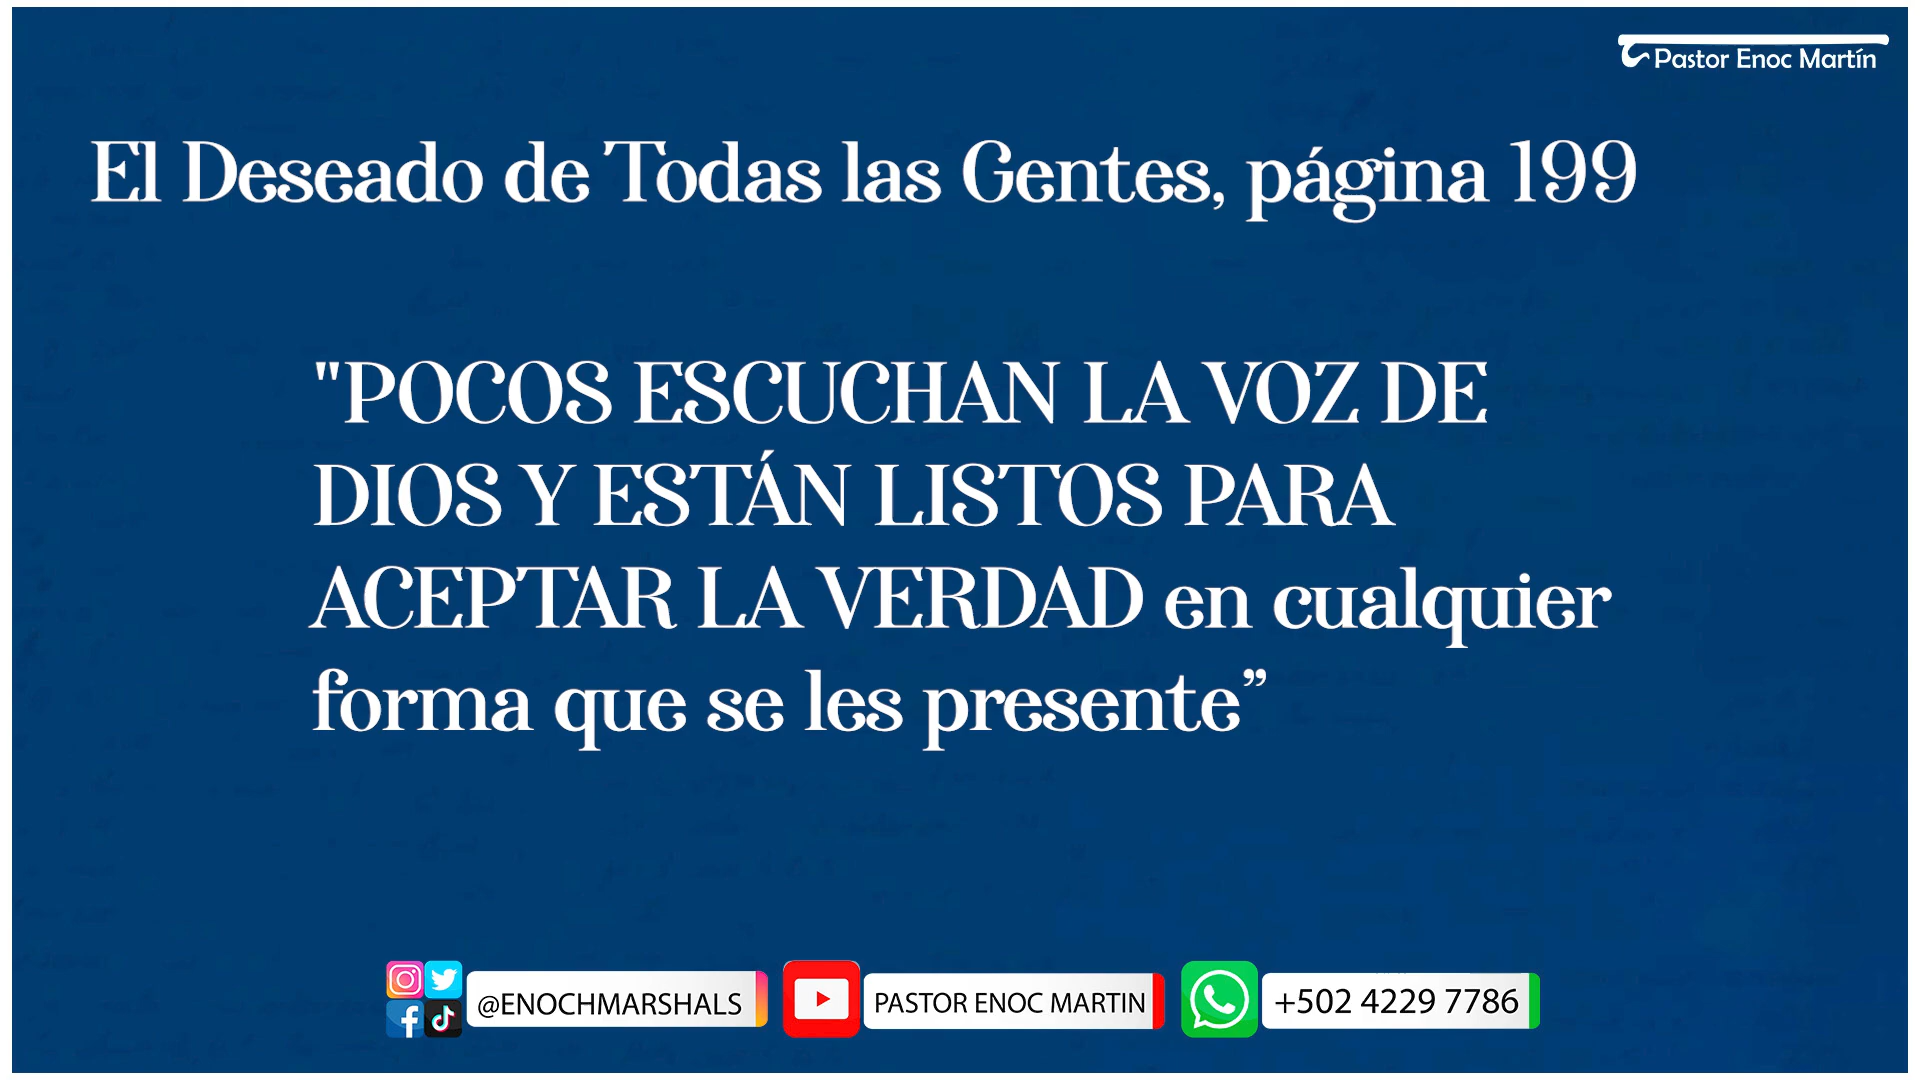 Pastor Enoc Martín
El Deseado de Todas las Gentes, página 199
"POCOS ESCUCHAN LA VOZ DE
DIOS Y ESTÁN LISTOS PARA
ACEPTAR LA VERDAD en cualquier
forma que se les presente”
@ENOCHMARSHALS
PASTOR ENOC MARTIN
+502 4229 7786